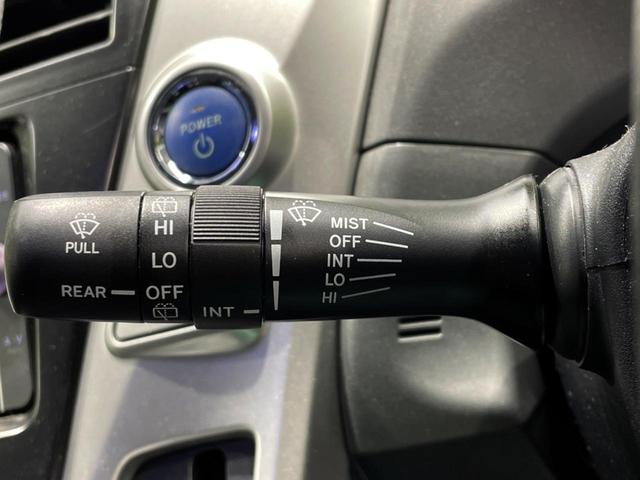 POWER
PULL
HI
LO
REAR OFF
INT
MIST
OFF
INT
LO
HI